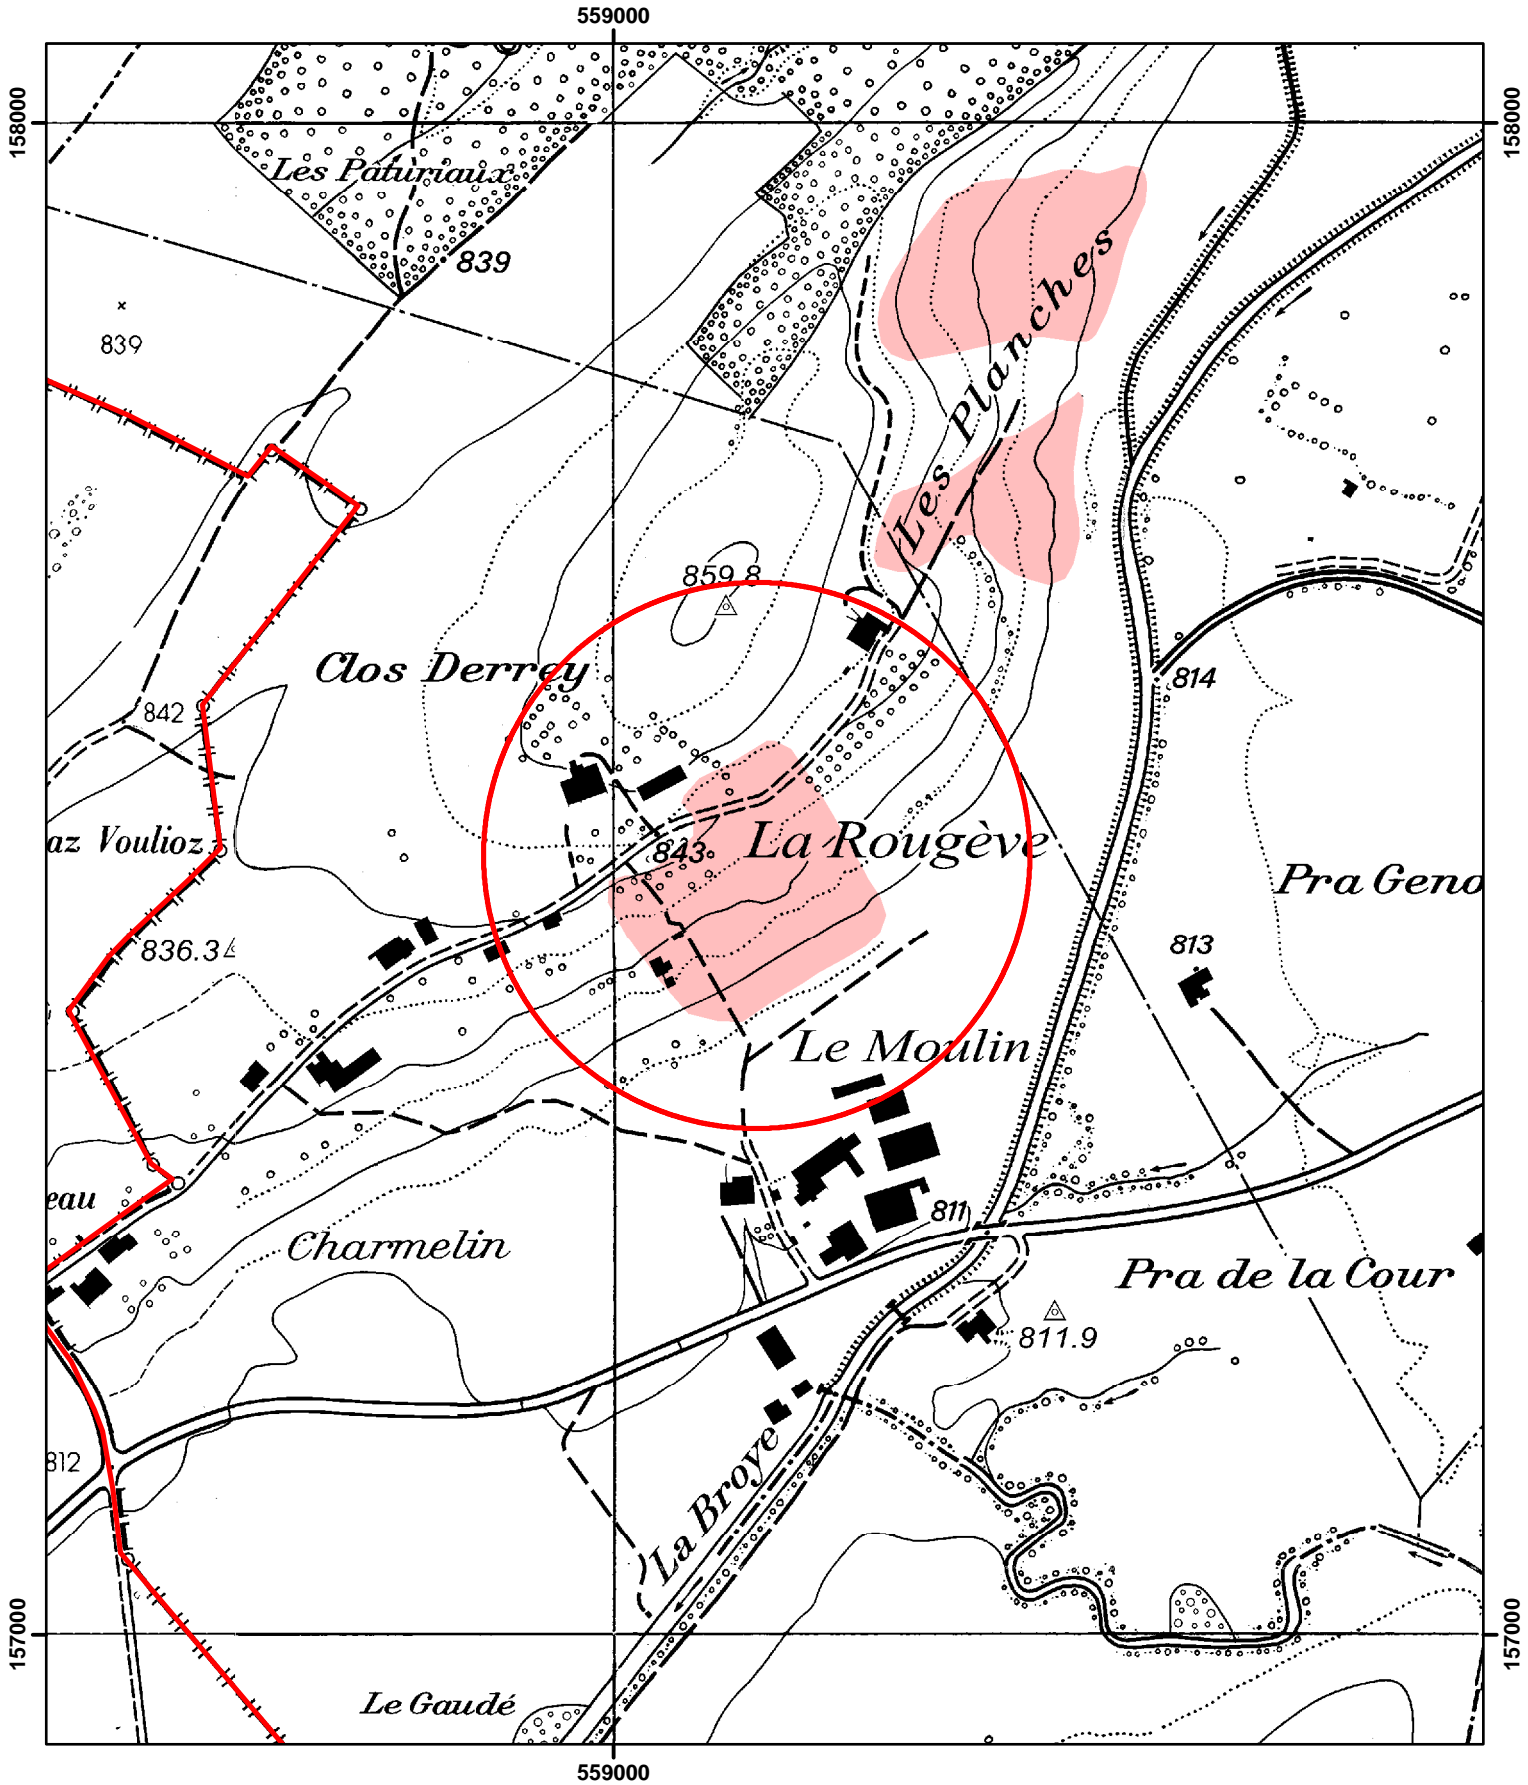 559000
158000
158000
Les Pâturiaux
839
839
Les Planches
859.8
Clos Derrey
842
814
az Voulioz
843
La Rougève
Pra Geno
836.3
813
Le Moulin
eau
811
Charmelin
Pra de la Cour
811.9
812
La Broye
157000
157000
Le Gaudé
559000